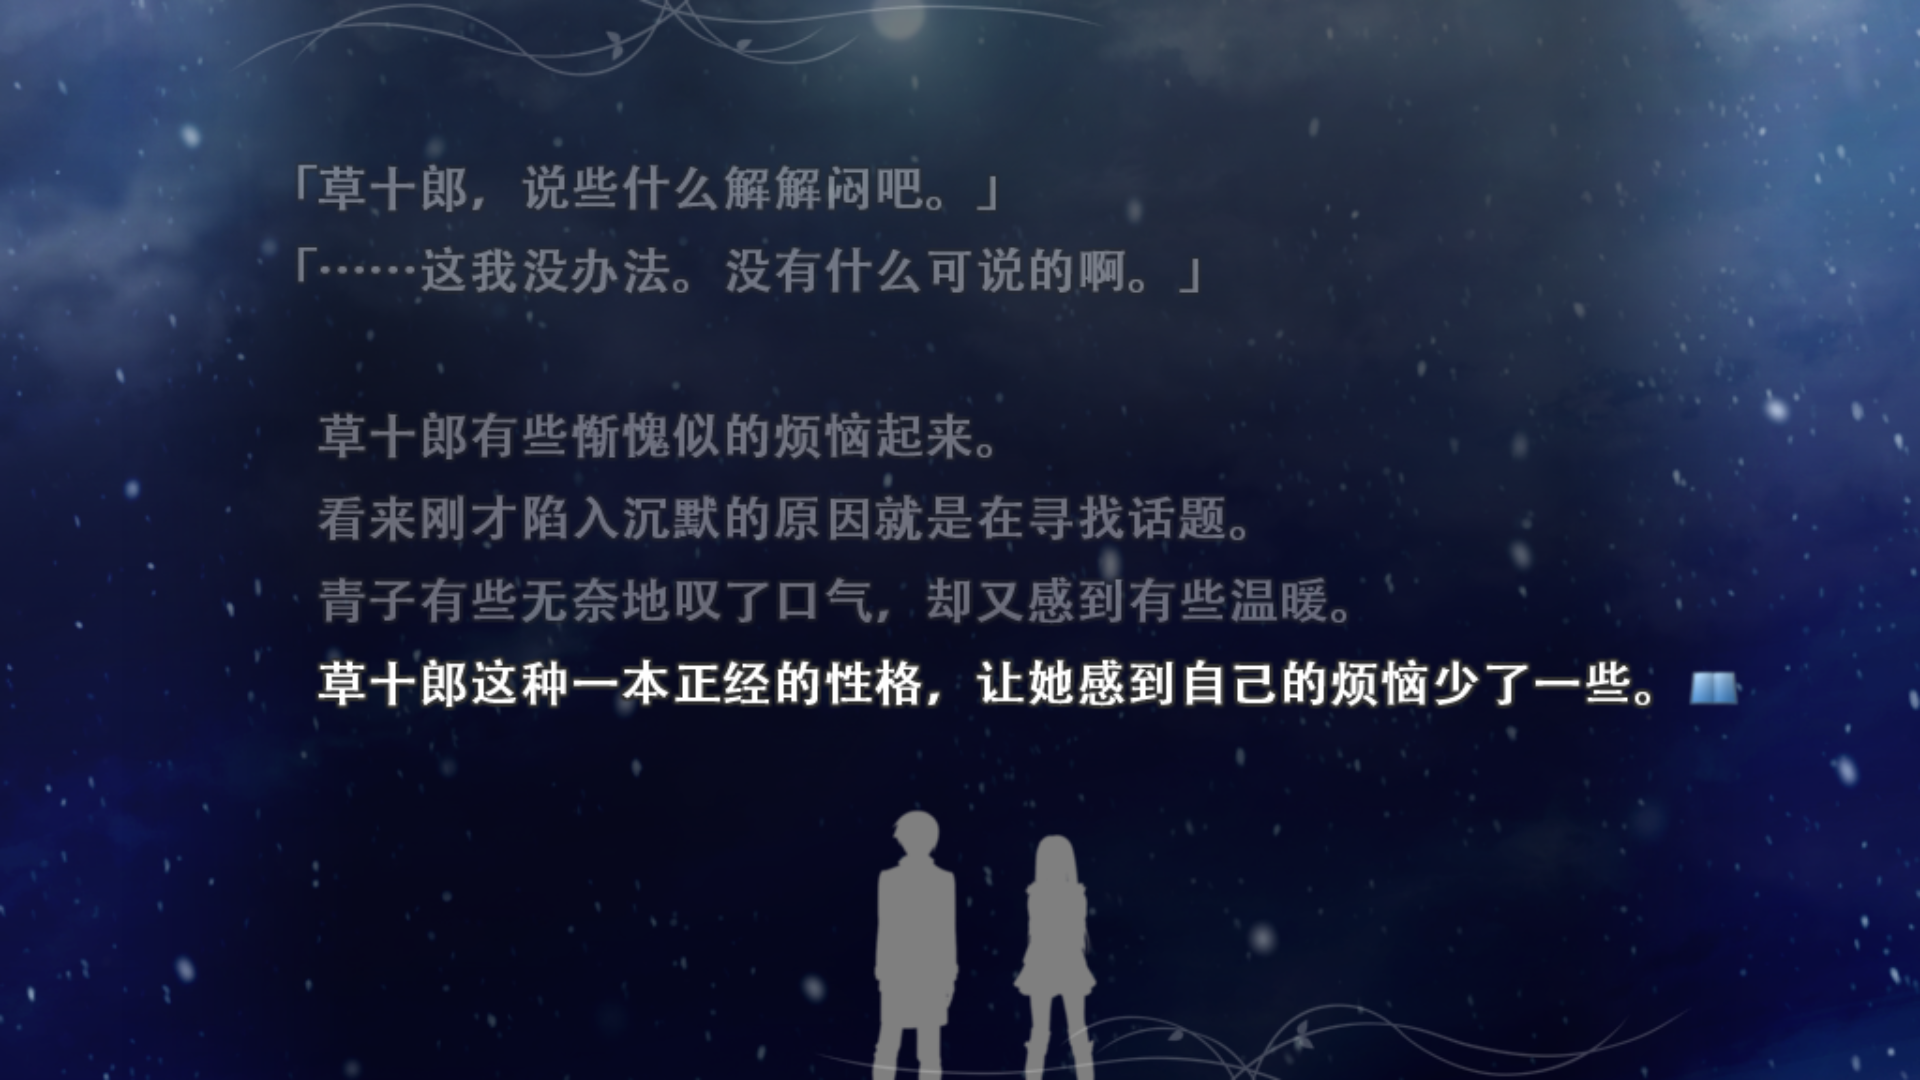 「草十郎，说些什么解解闷吧。」
「……这我没办法。没有什么可说的啊。」
草十郎有些惭愧似的烦恼起来。
看来刚才陷入沉默的原因就是在寻找话题。
青子有些无奈地叹了口气，却又感到有些温暖。
草十郎这种一本正经的性格，让她感到自己的烦恼少了一些。